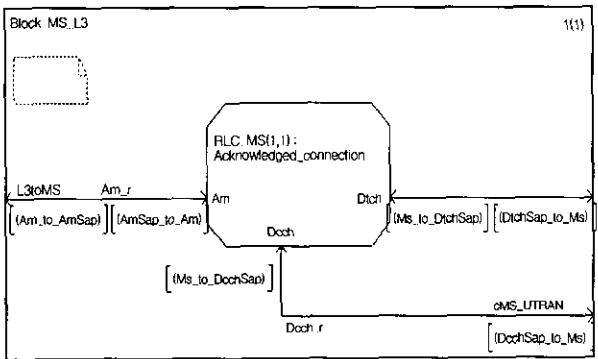 Block MS_L3 1(1)
RLC_MS(1,1) :
Acknowledged_connection
L3toMS Am_r Am Dtch
[(Am_to_AmSap)] [(AmSap_to_Am)] [(Ms_to_DtchSap)] [(DtchSap_to_Ms)]
Dcch
[(Ms_to_DcchSap)]
cMS_UTRAN
Dcch_r
[(DcchSap_to_Ms)]